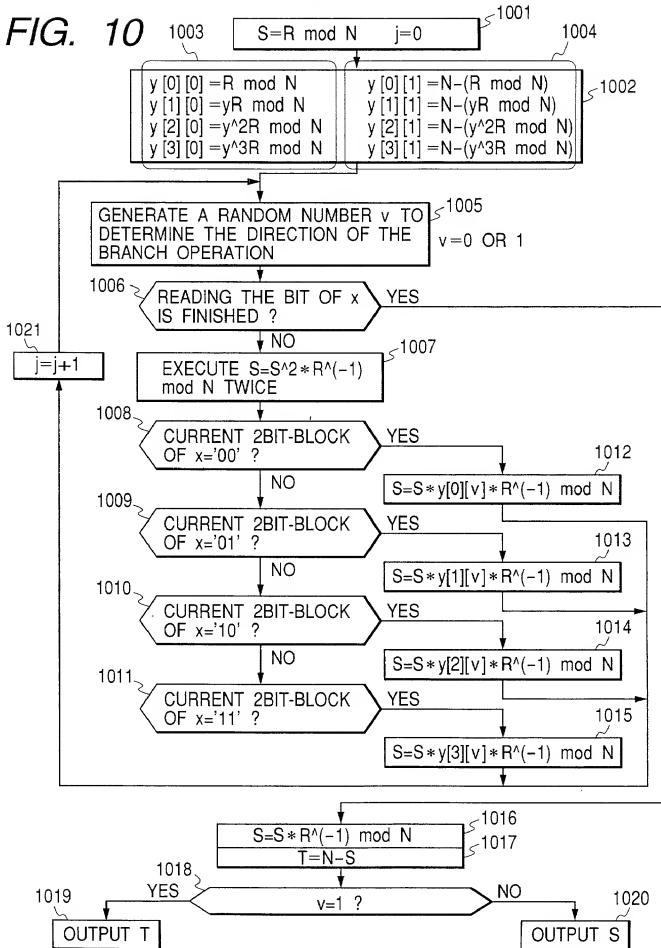 FIG. 10
1001
S=R mod N j=0
1003
1004
y [0] [0] =R mod N
y [1] [0] =yR mod N
y [2] [0] =y^2R mod N
y [3] [0] =y^3R mod N
y [0] [1] =N-(R mod N)
y [1] [1] =N-(yR mod N)
y [2] [1] =N-(y^2R mod N)
y [3] [1] =N-(y^3R mod N)
1002
1005
GENERATE A RANDOM NUMBER v TO
DETERMINE THE DIRECTION OF THE
BRANCH OPERATION
v=0 OR 1
1006
READING THE BIT OF x
IS FINISHED ?
YES
NO
1021
j=j+1
1007
EXECUTE S=S^2*R^(-1)
mod N TWICE
1008
CURRENT 2BIT-BLOCK
OF x='00' ?
YES
NO
1012
S=S*y[0][v]*R^(-1) mod N
1009
CURRENT 2BIT-BLOCK
OF x='01' ?
YES
NO
1013
S=S*y[1][v]*R^(-1) mod N
1010
CURRENT 2BIT-BLOCK
OF x='10' ?
YES
NO
1014
S=S*y[2][v]*R^(-1) mod N
1011
CURRENT 2BIT-BLOCK
OF x='11' ?
YES
1015
S=S*y[3][v]*R^(-1) mod N
1016
S=S*R^(-1) mod N
1017
T=N-S
1018
v=1 ?
YES
NO
1019
OUTPUT T
1020
OUTPUT S